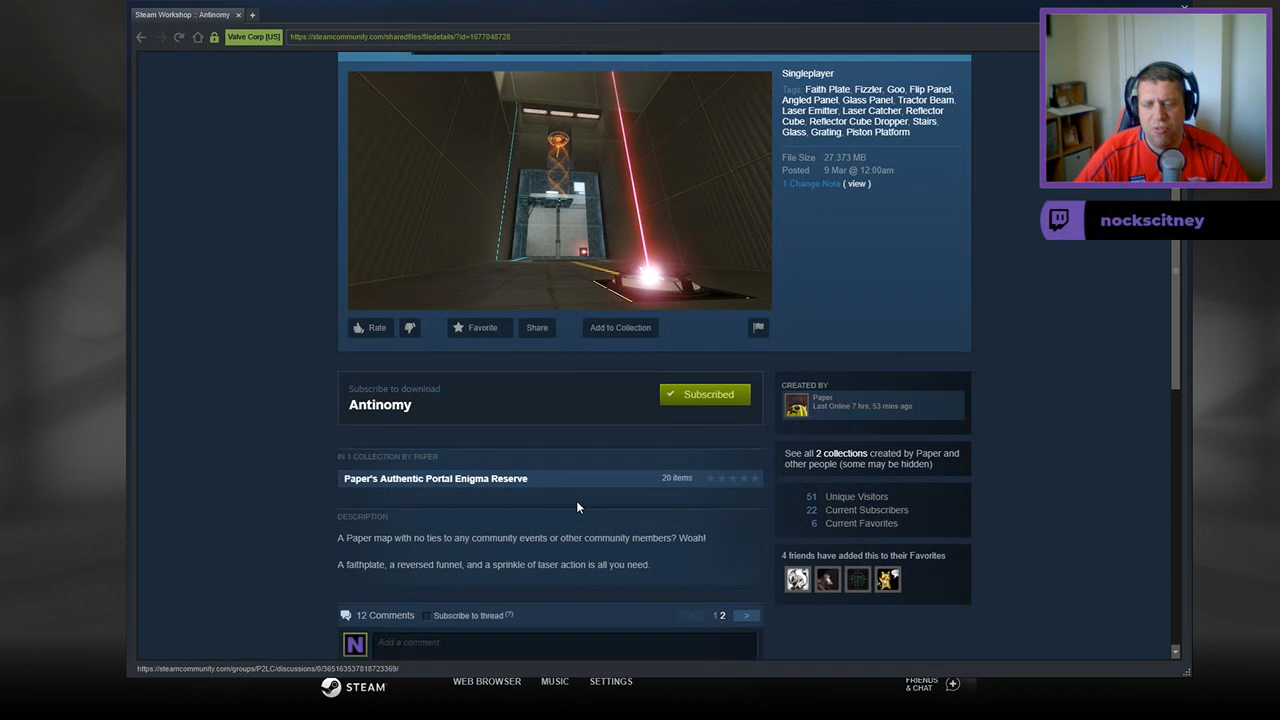 Steam Workshop :: Antinomy
Valve Corp [US]
https://steamcommunity.com/sharedfiles/filedetails/?id=1677048728
nockscitney
Singleplayer
Tags: Faith Plate, Fizzler, Goo, Flip Panel,
Angled Panel, Glass Panel, Tractor Beam,
Laser Emitter, Laser Catcher, Reflector
Cube, Reflector Cube Dropper, Stairs,
Glass, Grating, Piston Platform
File Size 27.373 MB
Posted 9 Mar @ 12:00am
1 Change Note ( view )
Rate
Favorite
Share
Add to Collection
Subscribe to download
Antinomy
Subscribed
CREATED BY
Paper
Last Online 7 hrs, 53 mins ago
IN 1 COLLECTION BY PAPER
Paper's Authentic Portal Enigma Reserve 20 items
See all 2 collections created by Paper and
other people (some may be hidden)
51 Unique Visitors
22 Current Subscribers
6 Current Favorites
DESCRIPTION
A Paper map with no ties to any community events or other community members? Woah!
A faithplate, a reversed funnel, and a sprinkle of laser action is all you need.
4 friends have added this to their Favorites
12 Comments Subscribe to thread (?)
1 2 >
N
Add a comment
https://steamcommunity.com/groups/P2LC/discussions/0/365163537818723369/
STEAM
WEB BROWSER MUSIC SETTINGS
FRIENDS
& CHAT